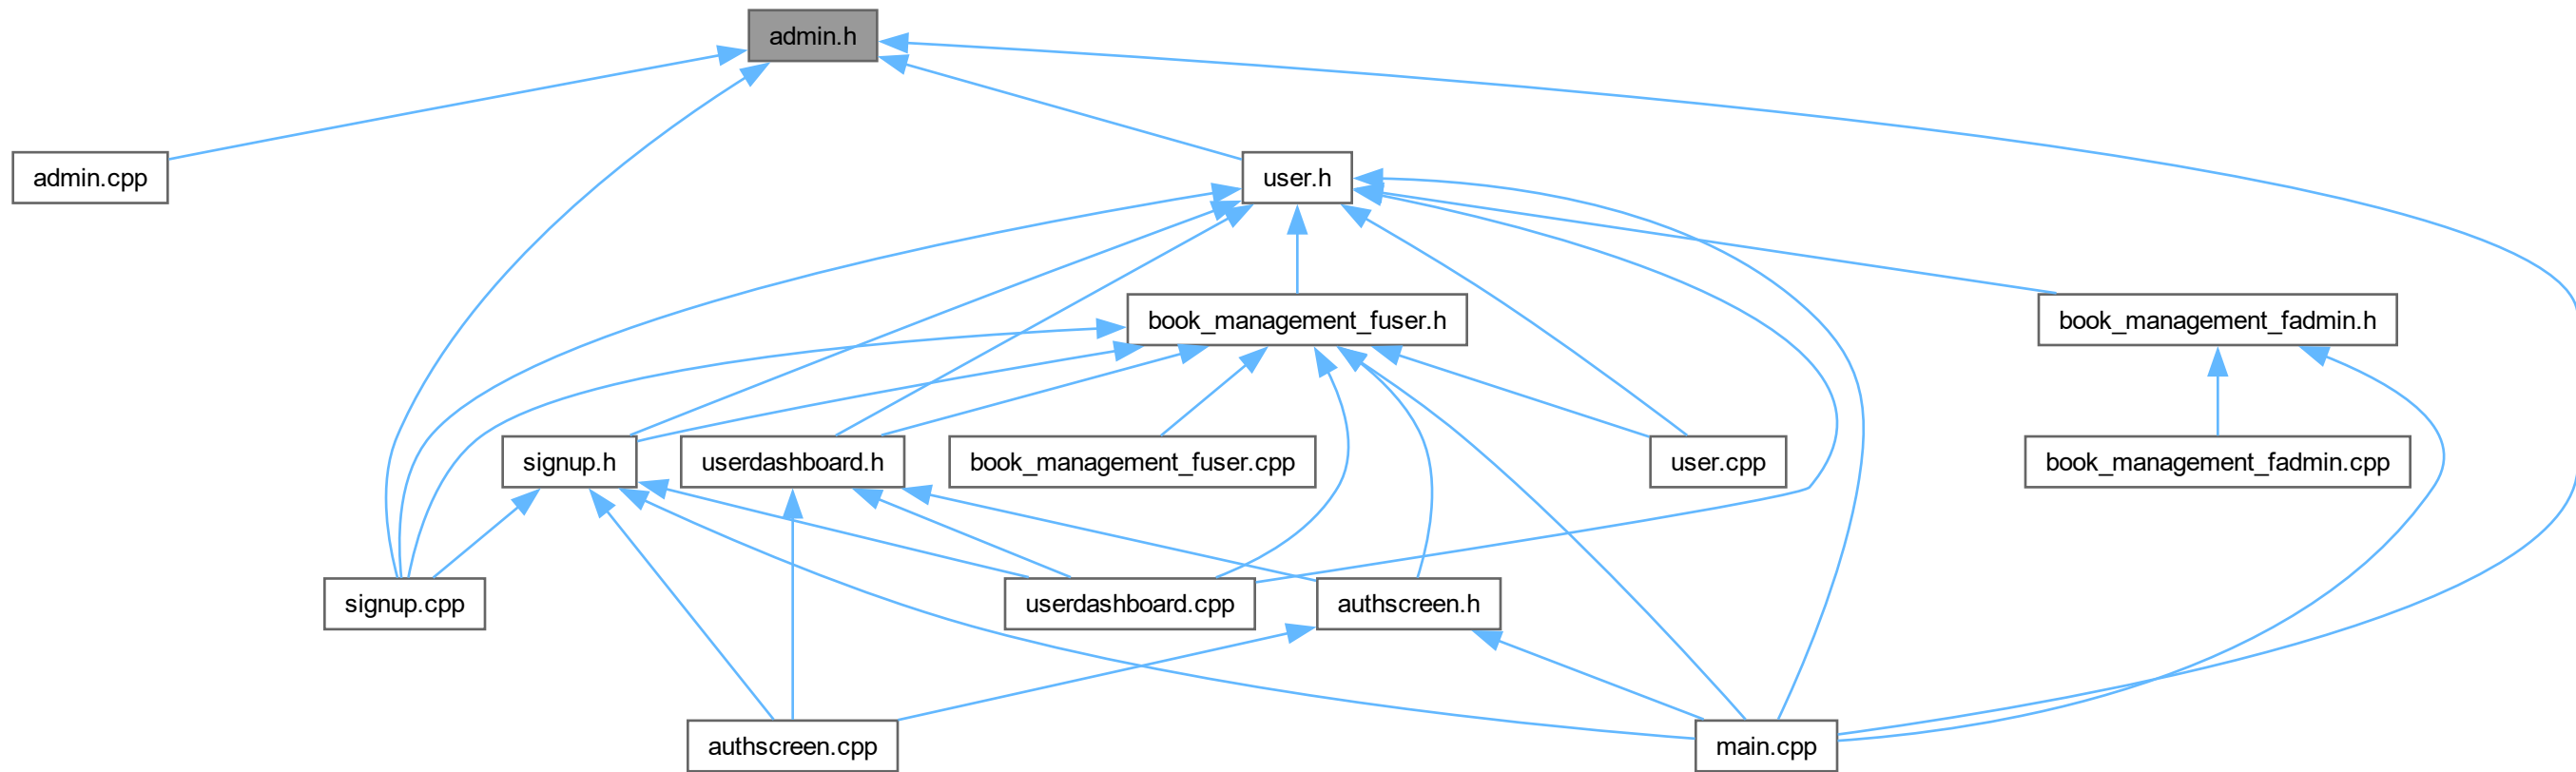 admin.h
admin.cpp
user.h
book_management_fuser.h
book_management_fadmin.h
signup.h
userdashboard.h
book_management_fuser.cpp
user.cpp
book_management_fadmin.cpp
signup.cpp
userdashboard.cpp
authscreen.h
authscreen.cpp
main.cpp